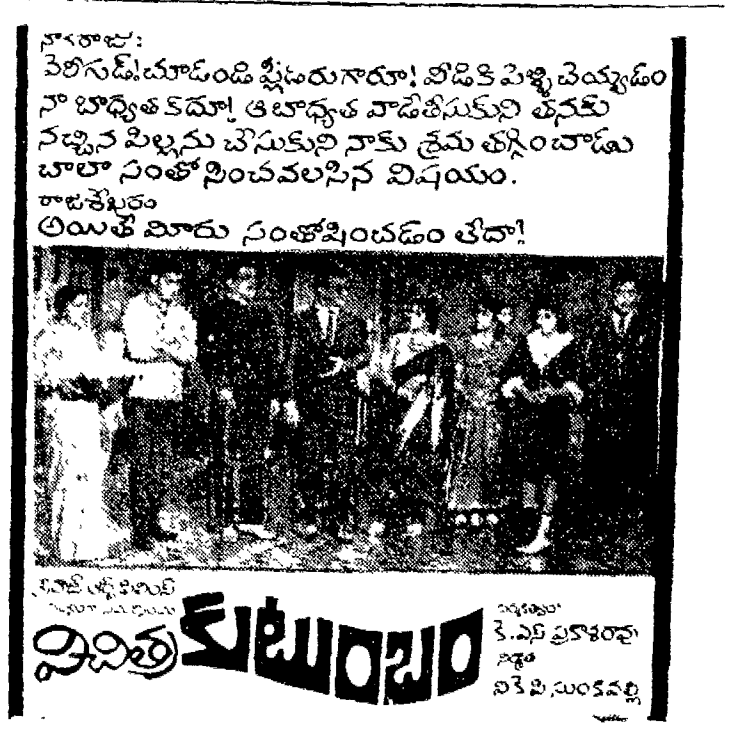 నాగరాజు:
వెరీగుడ్! చూడండి ప్లీడరుగారూ! వీడికి పెళ్ళి చెయ్యడం
నా బాధ్యత కదూ! ఆ బాధ్యత వాడే తీసుకుని తనకు
నచ్చిన పిల్లను చేసుకుని నాకు శ్రమ తగ్గించాడు
చాలా సంతోసించవలసిన విషయం.
రాజశేఖరం
అయితే మీరు సంతోషించడం లేదా!
విచిత్ర కుటుంబం
దర్శకత్వం
కె.ఎస్ ప్రకాశరావు
నిర్మాత
వి కె పి సుంకవల్లి